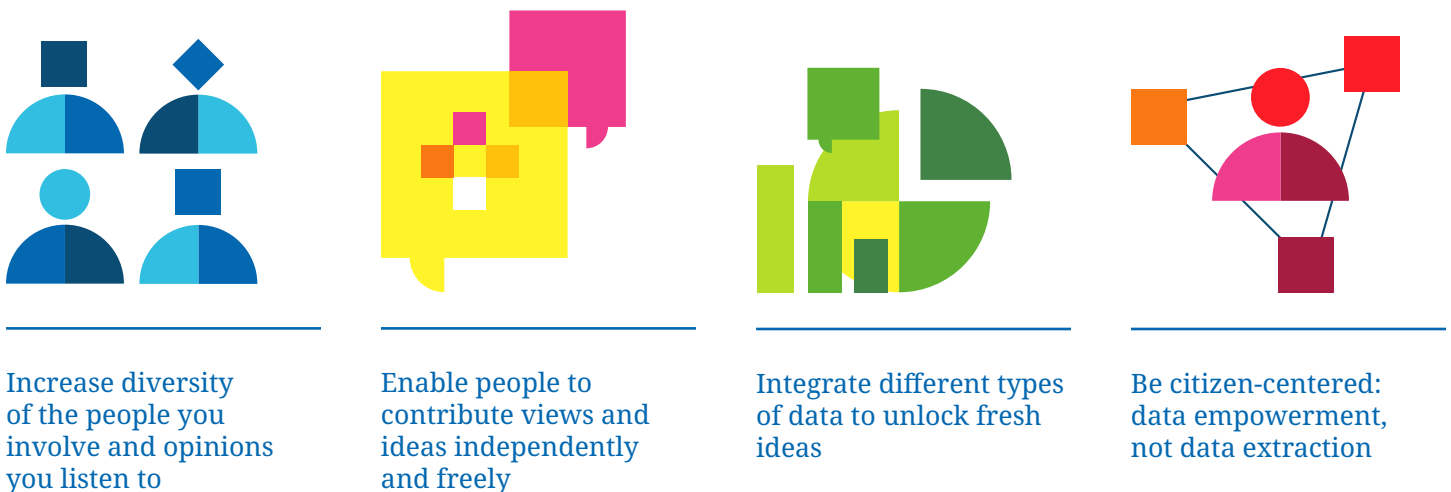 Increase diversity
of the people you
involve and opinions
you listen to
Enable people to
contribute views and
ideas independently
and freely
Integrate different types
of data to unlock fresh
ideas
Be citizen-centered:
data empowerment,
not data extraction